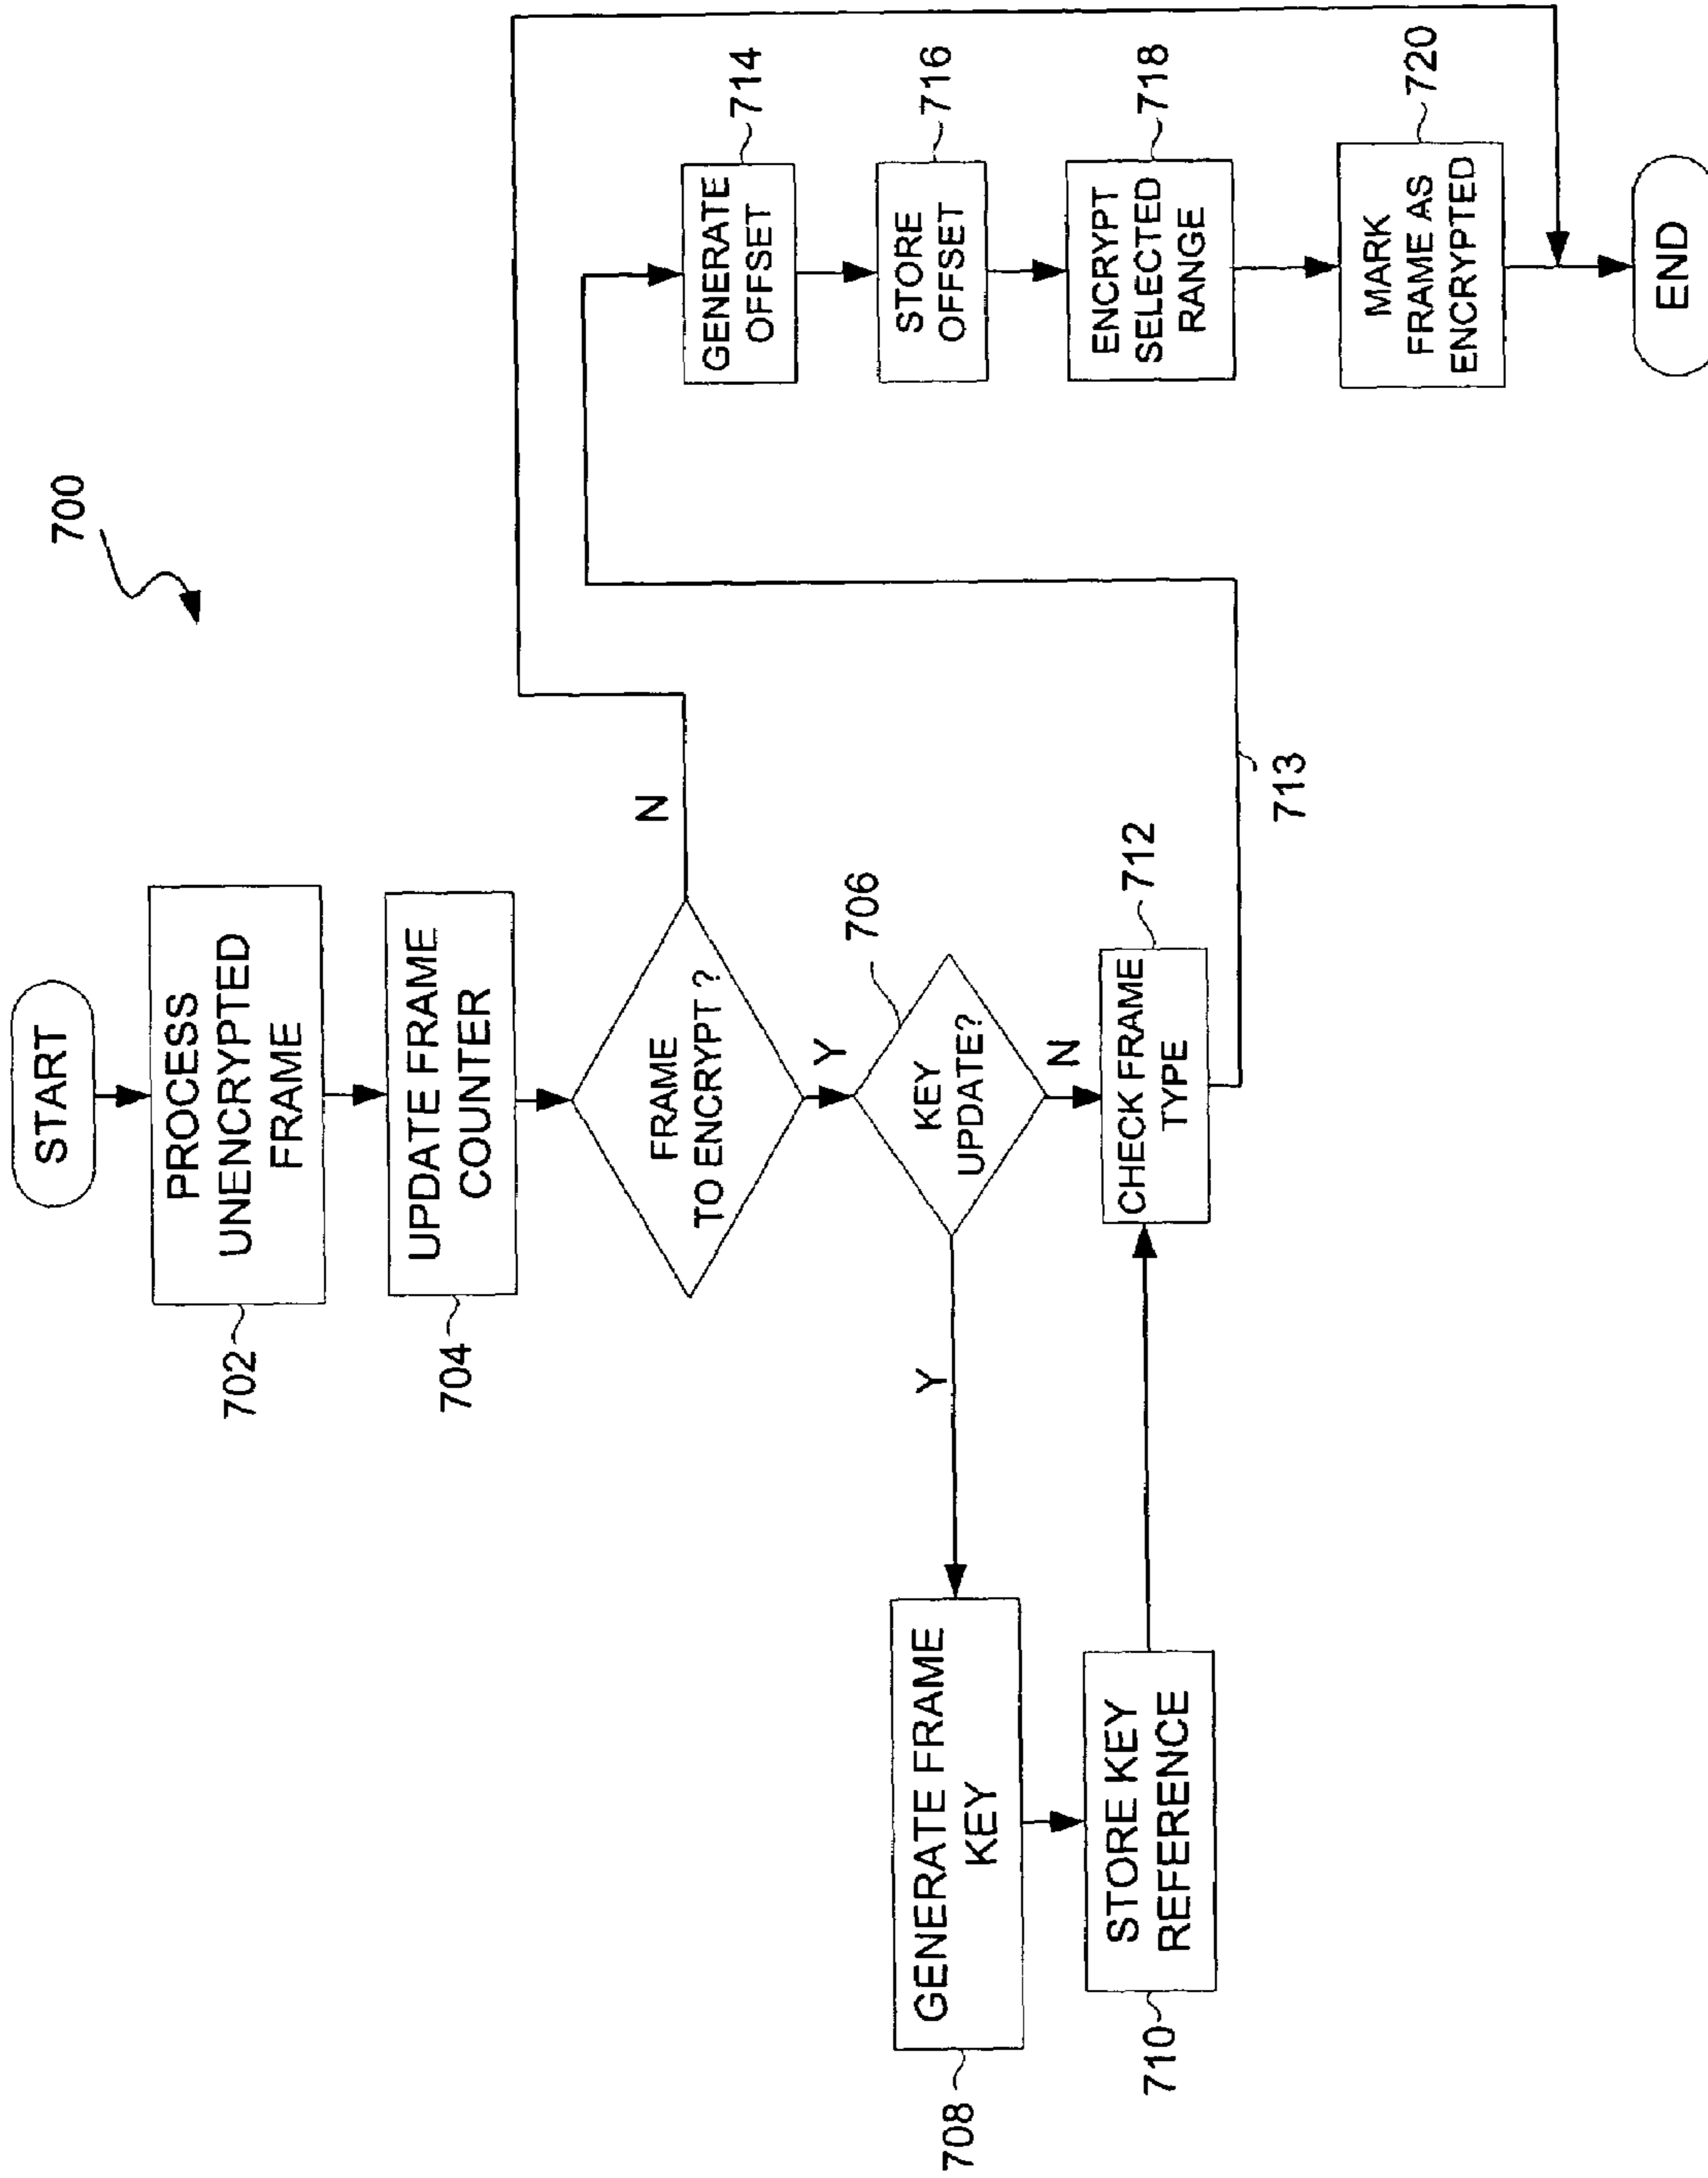 700
START
PROCESS
UNENCRYPTED
FRAME
702
UPDATE FRAME
COUNTER
704
FRAME
TO ENCRYPT ?
N
Y
KEY
UPDATE?
706
Y
N
GENERATE FRAME
KEY
708
STORE KEY
REFERENCE
710
CHECK FRAME
TYPE
712
713
GENERATE
OFFSET
714
STORE
OFFSET
716
ENCRYPT
SELECTED
RANGE
718
MARK
FRAME AS
ENCRYPTED
720
END